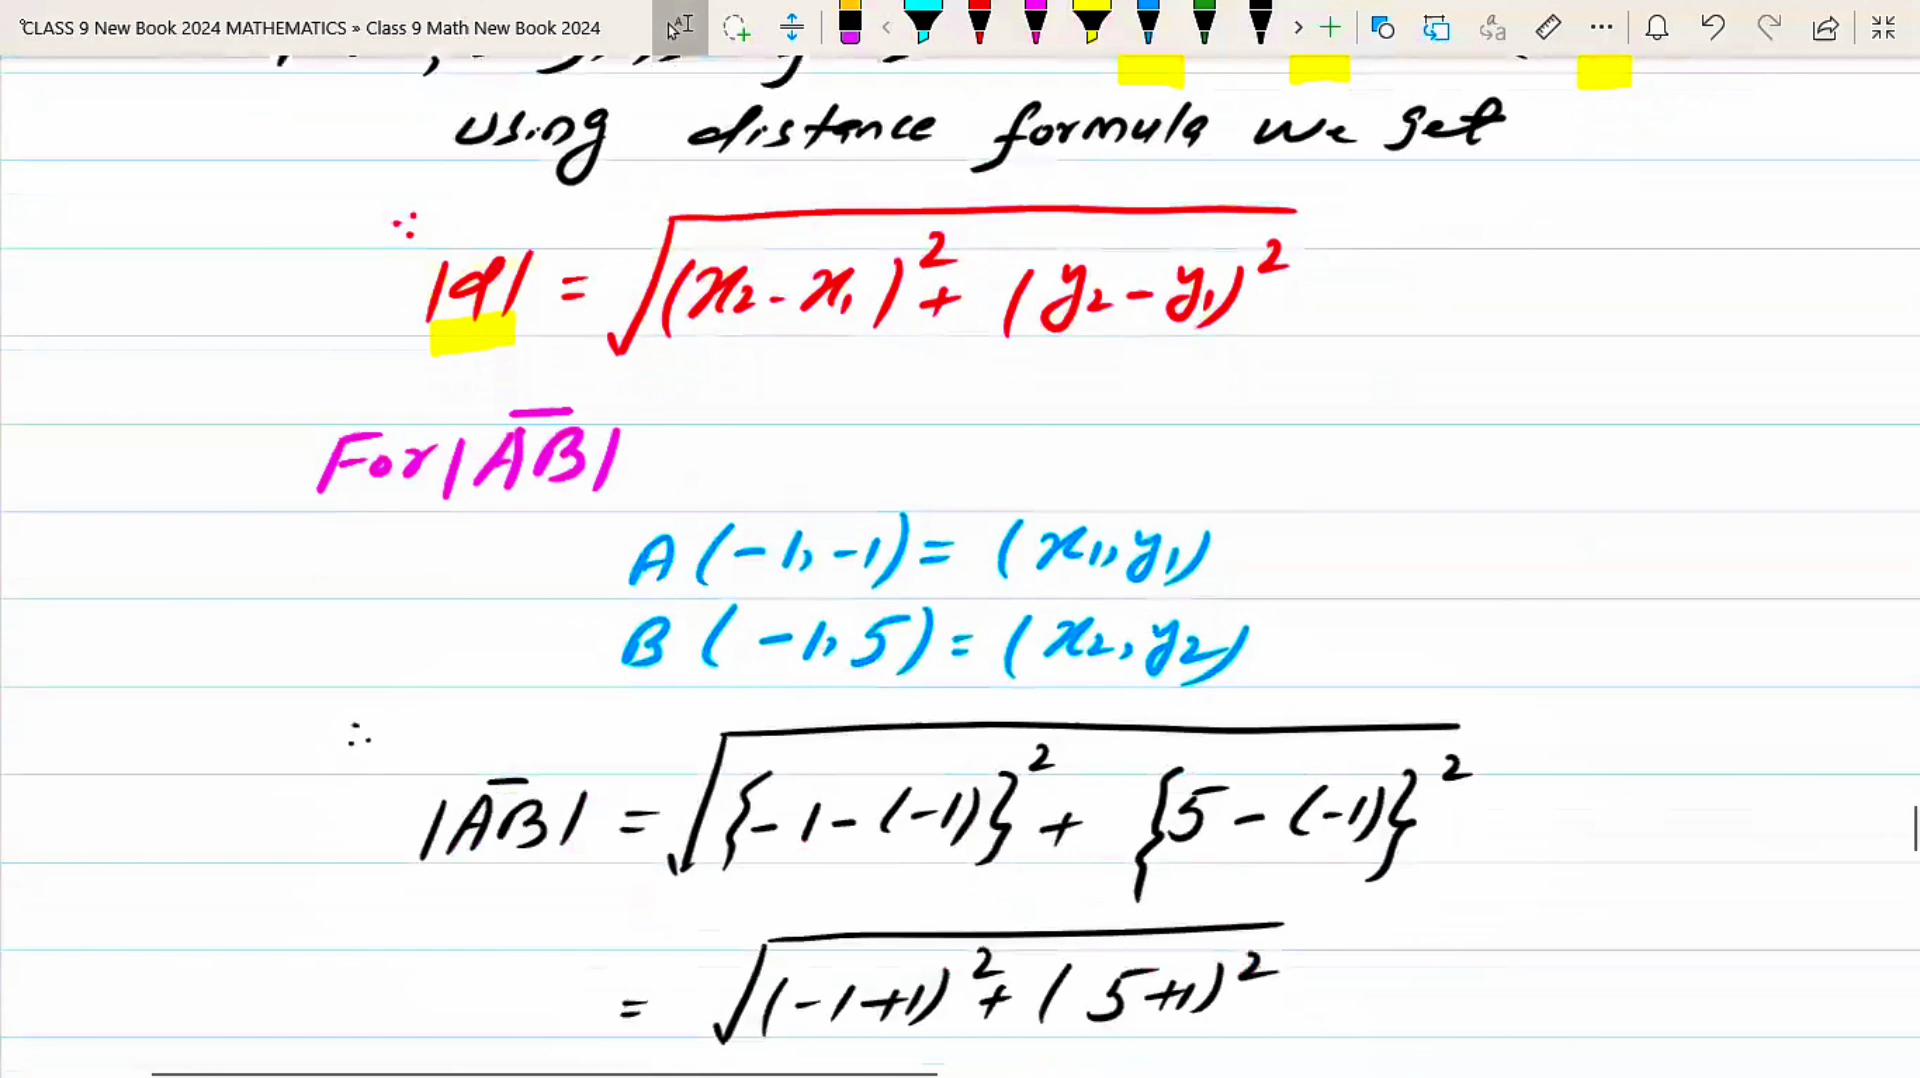 CLASS 9 New Book 2024 MATHEMATICS » Class 9 Math New Book 2024
using distance formula we get
∵
|d| = √((x₂ - x₁)² + (y₂ - y₁)²)
For |A̅B̅|
A (-1, -1) = (x₁, y₁)
B (-1, 5) = (x₂, y₂)
∴
|A̅B̅| = √({-1 - (-1)}² + {5 - (-1)}²)
= √((-1+1)² + (5+1)²)